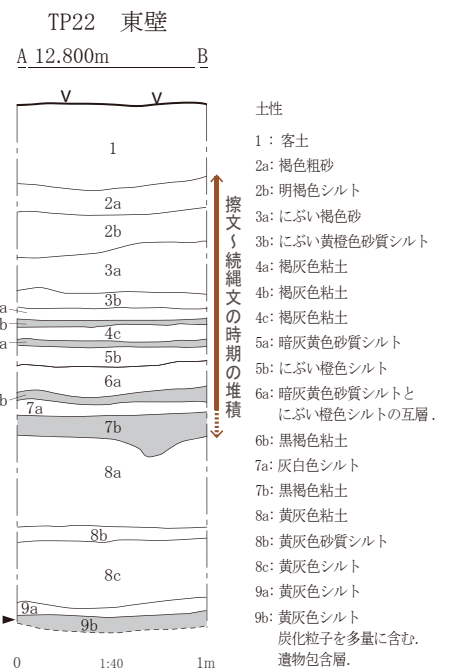 TP22 東壁
A 12.800m B
1
2a
2b
3a
3b
a
b
4c
a
5b
6a
b
7a
7b
8a
8b
8c
9a
9b
0 1:40 1m
擦文～続縄文の時期の堆積
土性
1 : 客土
2a: 褐色粗砂
2b: 明褐色シルト
3a: にぶい褐色砂
3b: にぶい黄橙色砂質シルト
4a: 褐灰色粘土
4b: 褐灰色粘土
4c: 褐灰色粘土
5a: 暗灰黄色砂質シルト
5b: にぶい橙色シルト
6a: 暗灰黄色砂質シルトと
にぶい橙色シルトの互層.
6b: 黒褐色粘土
7a: 灰白色シルト
7b: 黒褐色粘土
8a: 黄灰色粘土
8b: 黄灰色砂質シルト
8c: 黄灰色シルト
9a: 黄灰色シルト
9b: 黄灰色シルト
炭化粒子を多量に含む.
遺物包含層.